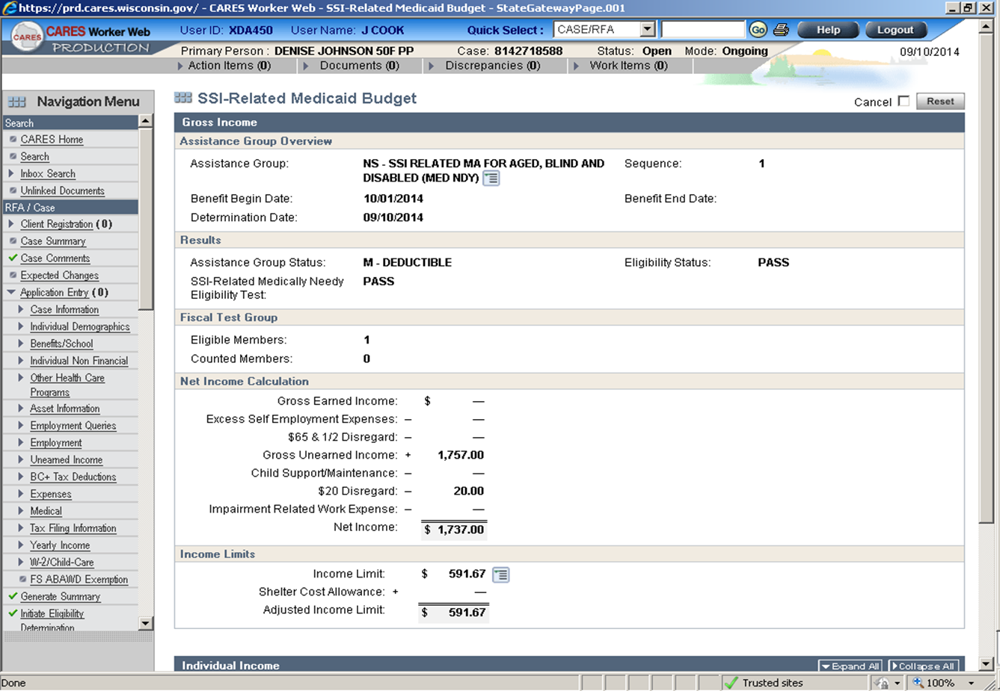 https://prd.cares.wisconsin.gov/ - CARES Worker Web - SSI-Related Medicaid Budget - StateGatewayPage.001
CARES CARES Worker Web User ID: XDA450 User Name: J COOK Quick Select : CASE/RFA Go Help Logout
PRODUCTION Primary Person : DENISE JOHNSON 50F PP Case: 8142718588 Status: Open Mode: Ongoing 09/10/2014
Action Items (0) Documents (0) Discrepancies (0) Work Items (0)
Navigation Menu
Search
CARES Home
Search
Inbox Search
Unlinked Documents
RFA / Case
Client Registration (0)
Case Summary
Case Comments
Expected Changes
Application Entry (0)
Case Information
Individual Demographics
Benefits/School
Individual Non Financial
Other Health Care
Programs
Asset Information
Employment Queries
Employment
Unearned Income
BC+ Tax Deductions
Expenses
Medical
Tax Filing Information
Yearly Income
W-2/Child-Care
FS ABAWD Exemption
Generate Summary
Initiate Eligibility
Determination
SSI-Related Medicaid Budget
Cancel Reset
Gross Income
Assistance Group Overview
Assistance Group: NS - SSI RELATED MA FOR AGED, BLIND AND Sequence: 1
DISABLED (MED NDY)
Benefit Begin Date: 10/01/2014 Benefit End Date:
Determination Date: 09/10/2014
Results
Assistance Group Status: M - DEDUCTIBLE Eligibility Status: PASS
SSI-Related Medically Needy PASS
Eligibility Test:
Fiscal Test Group
Eligible Members: 1
Counted Members: 0
Net Income Calculation
Gross Earned Income: $ —
Excess Self Employment Expenses: – —
$65 & 1/2 Disregard: – —
Gross Unearned Income: + 1,757.00
Child Support/Maintenance: – —
$20 Disregard: – 20.00
Impairment Related Work Expense: – —
Net Income: $ 1,737.00
Income Limits
Income Limit: $ 591.67
Shelter Cost Allowance: + —
Adjusted Income Limit: $ 591.67
Individual Income Expand All Collapse All
Done Trusted sites 100%